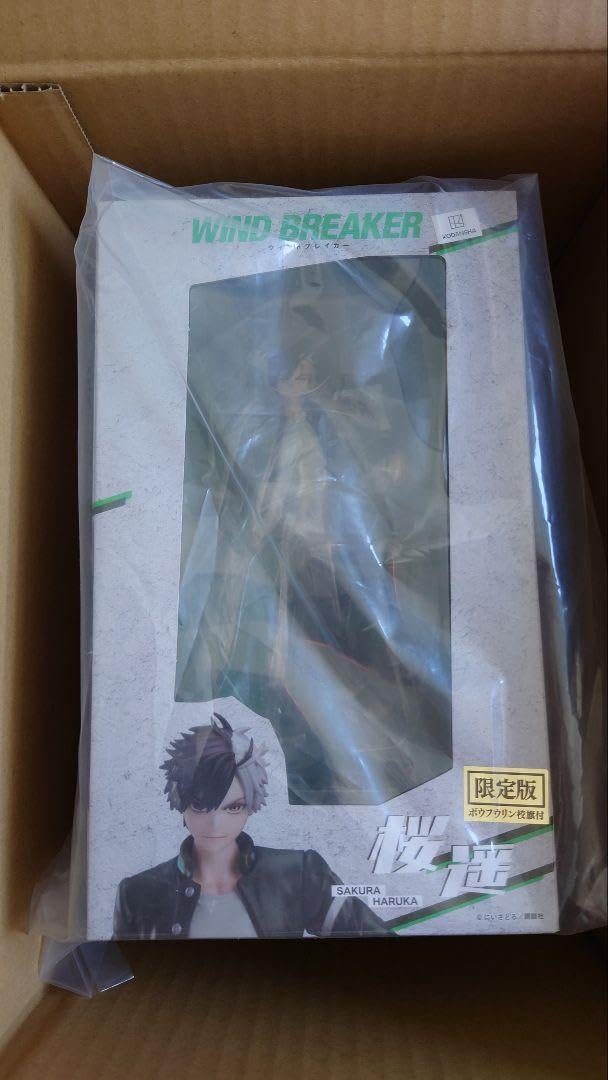 WIND BREAKER
ウィンドブレイカー
KODANSHA
限定版
ボウフウリン校旗付
桜 遥
SAKURA
HARUKA
© にいさとる／講談社